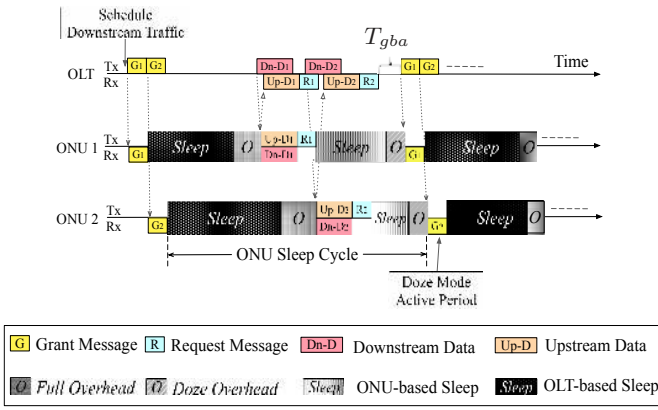 Schedule
Downstream Traffic
T_gba
Tx G1 G2 Dn-D1 Dn-D2 G1 G2 Time
OLT
Rx Up-D1 R1 Up-D2 R2
Tx Up-D1 R1
ONU 1 Sleep O Sleep O Sleep O
Rx G1 Dn-D1 G1
Tx Up-D2 R2
ONU 2 Sleep O Sleep O Sleep O
Rx G2 Dn-D2 G2
ONU Sleep Cycle
Doze Mode
Active Period
G Grant Message R Request Message Dn-D Downstream Data Up-D Upstream Data
O Full Overhead O Doze Overhead Sleep ONU-based Sleep Sleep OLT-based Sleep